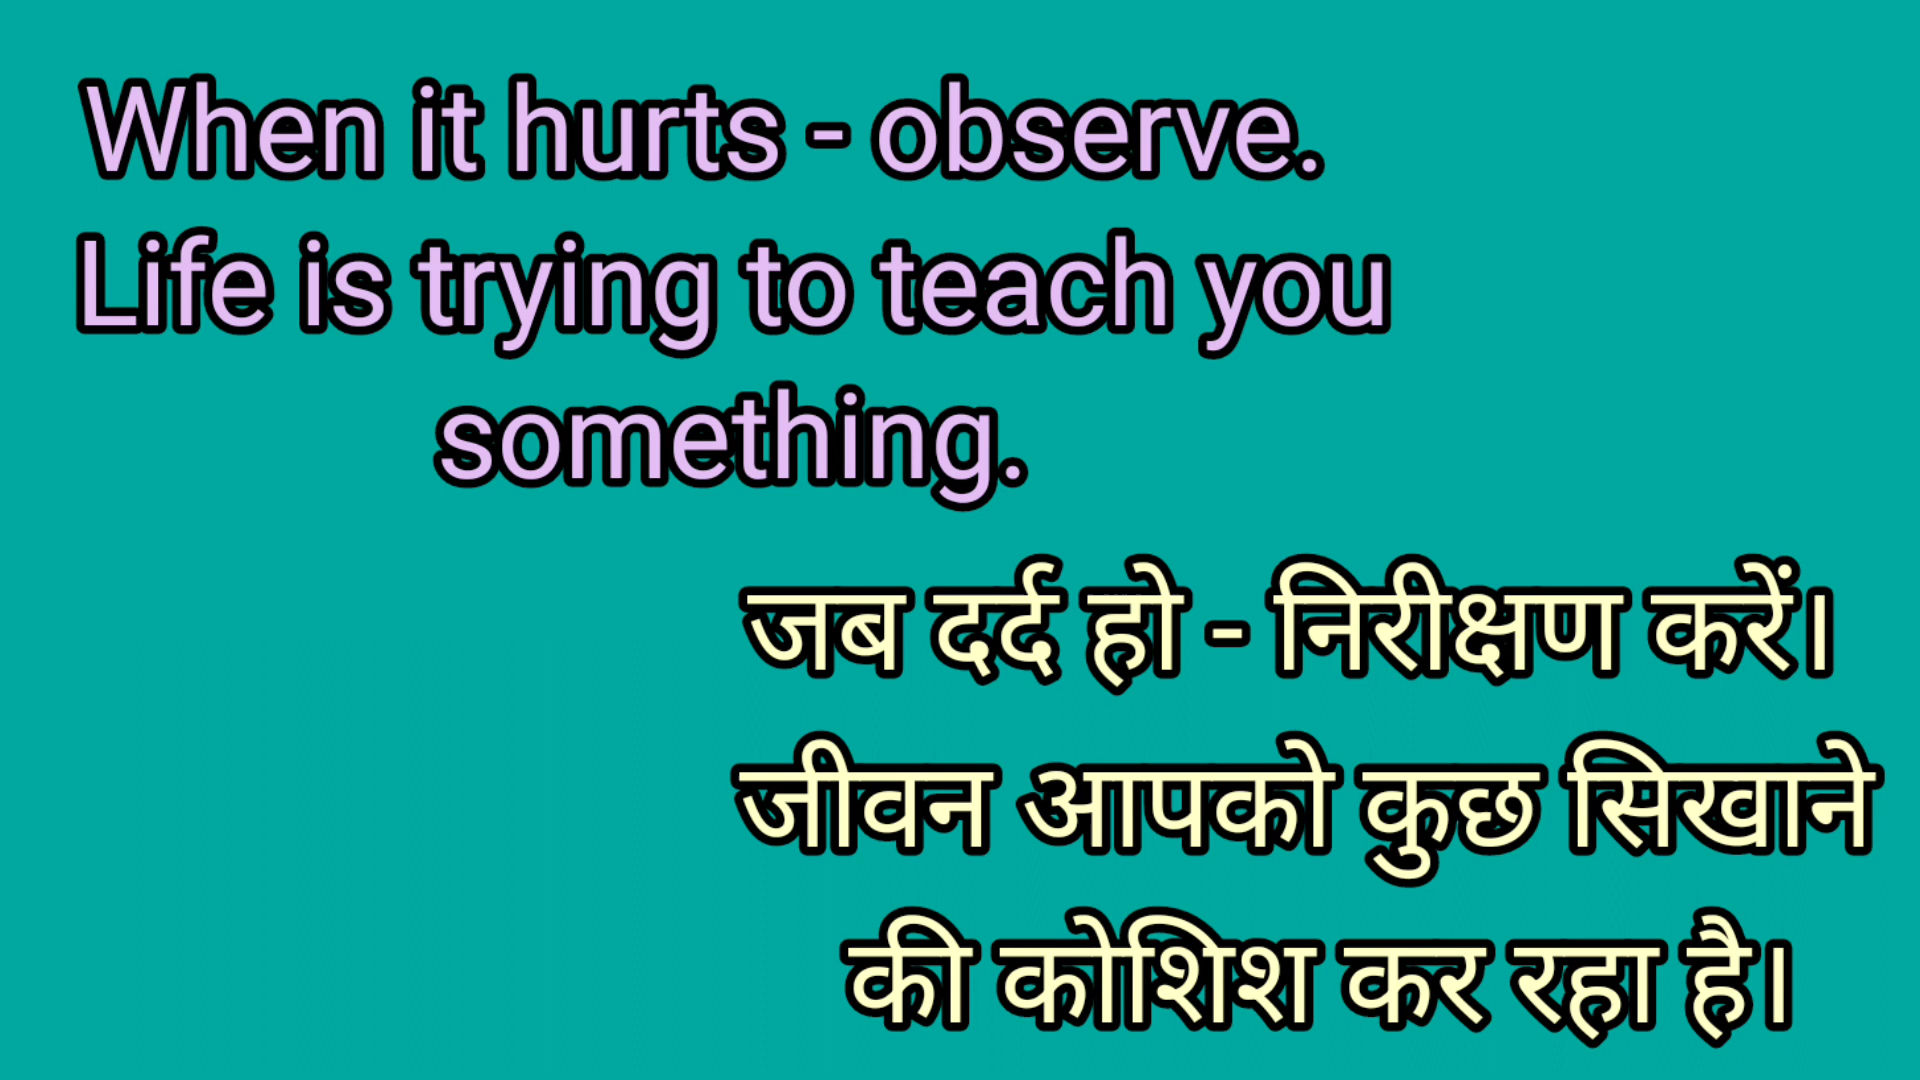 When it hurts - observe.
Life is trying to teach you
something.
जब दर्द हो - निरीक्षण करें।
जीवन आपको कुछ सिखाने
की कोशिश कर रहा है।